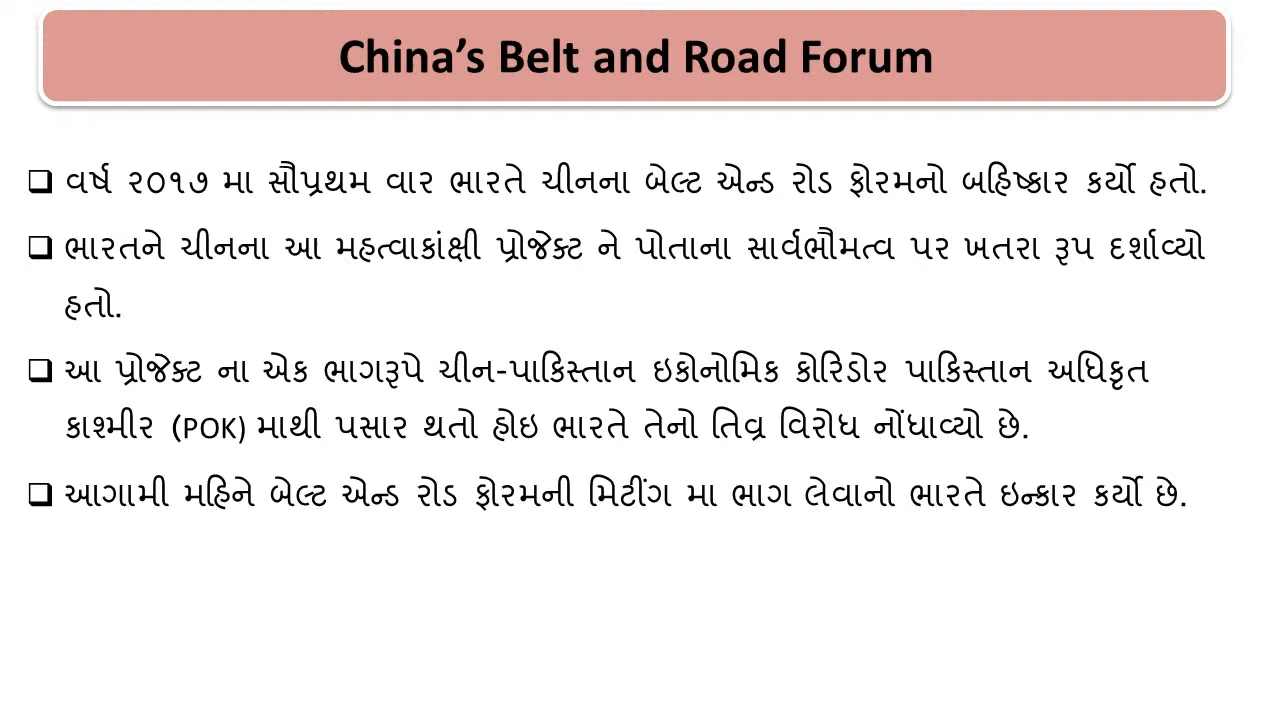 China’s Belt and Road Forum
વર્ષ ૨૦૧૭ મા સૌપ્રથમ વાર ભારતે ચીનના બેલ્ટ એન્ડ રોડ ફોરમનો બહિષ્કાર કર્યો હતો.
ભારતને ચીનના આ મહત્વાકાંક્ષી પ્રોજેક્ટ ને પોતાના સાર્વભૌમત્વ પર ખતરા રૂપ દર્શાવ્યો
હતો.
આ પ્રોજેક્ટ ના એક ભાગરૂપે ચીન-પાકિસ્તાન ઇકોનોમિક કોરિડોર પાકિસ્તાન અધિકૃત
કાશ્મીર (POK) માથી પસાર થતો હોઇ ભારતે તેનો તિવ્ર વિરોધ નોંધાવ્યો છે.
આગામી મહિને બેલ્ટ એન્ડ રોડ ફોરમની મિટીંગ મા ભાગ લેવાનો ભારતે ઇન્કાર કર્યો છે.